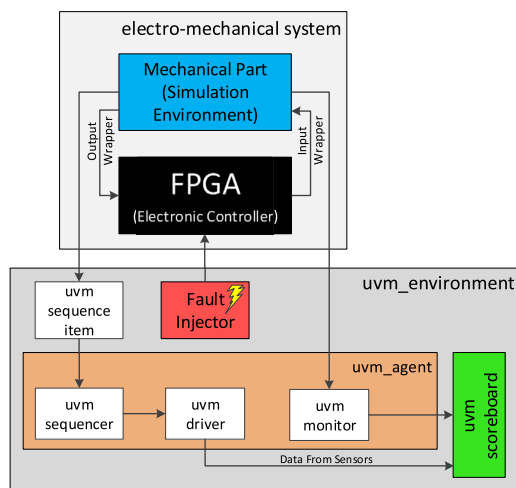 electro-mechanical system
Mechanical Part
(Simulation
Environment)
Output
Wrapper
Input
Wrapper
FPGA
(Electronic Controller)
uvm_environment
uvm
sequence
item
Fault
Injector
uvm_agent
uvm
sequencer
uvm
driver
uvm
monitor
uvm
scoreboard
Data From Sensors